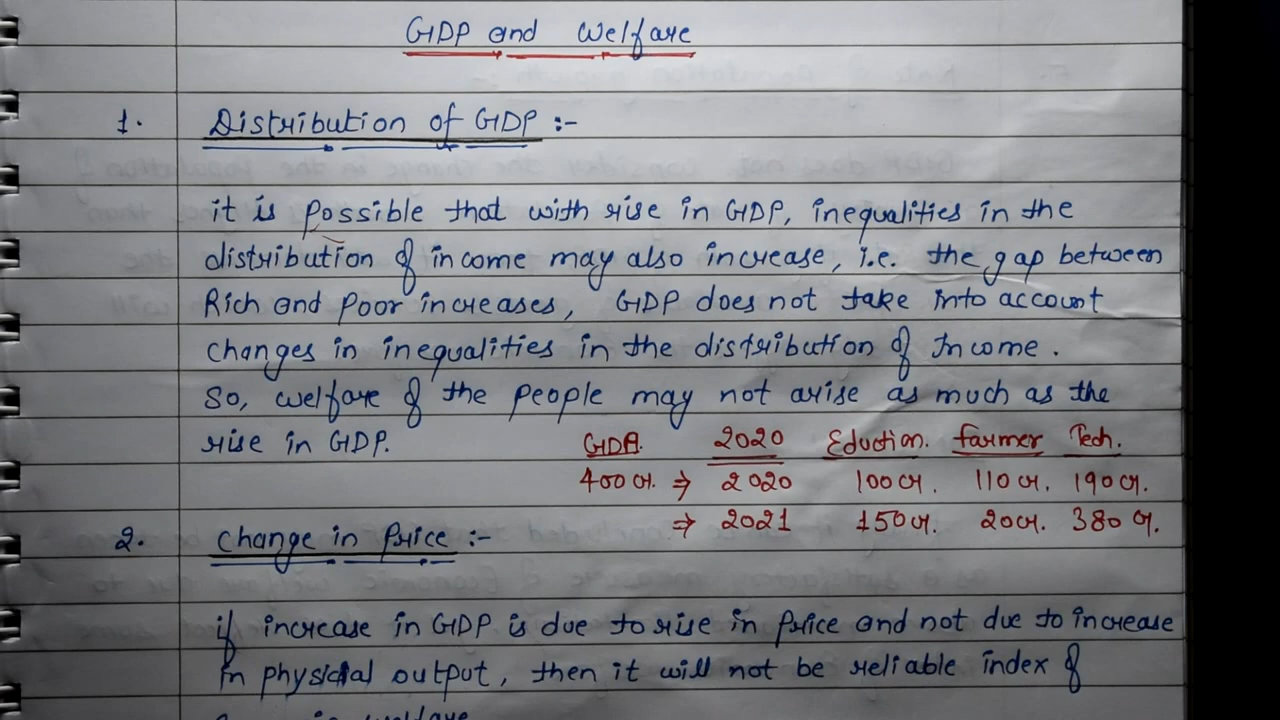 GDP and Welfare
1. Distribution of GDP :-
it is possible that with rise in GDP, inequalities in the
distribution of income may also increase, i.e. the gap between
Rich and Poor increases, GDP does not take into account
changes in inequalities in the distribution of Income.
So, welfare of the people may not arise as much as the
rise in GDP.
2020 Eduction. farmer Tech.
400 cr. ⇒ 2020 100 cr. 110 cr. 190 cr.
⇒ 2021 150 cr. 20 cr. 380 cr.
2. Change in Price :-
if increase in GDP is due to rise in Price and not due to increase
In physical output, then it will not be reliable index of
welfare